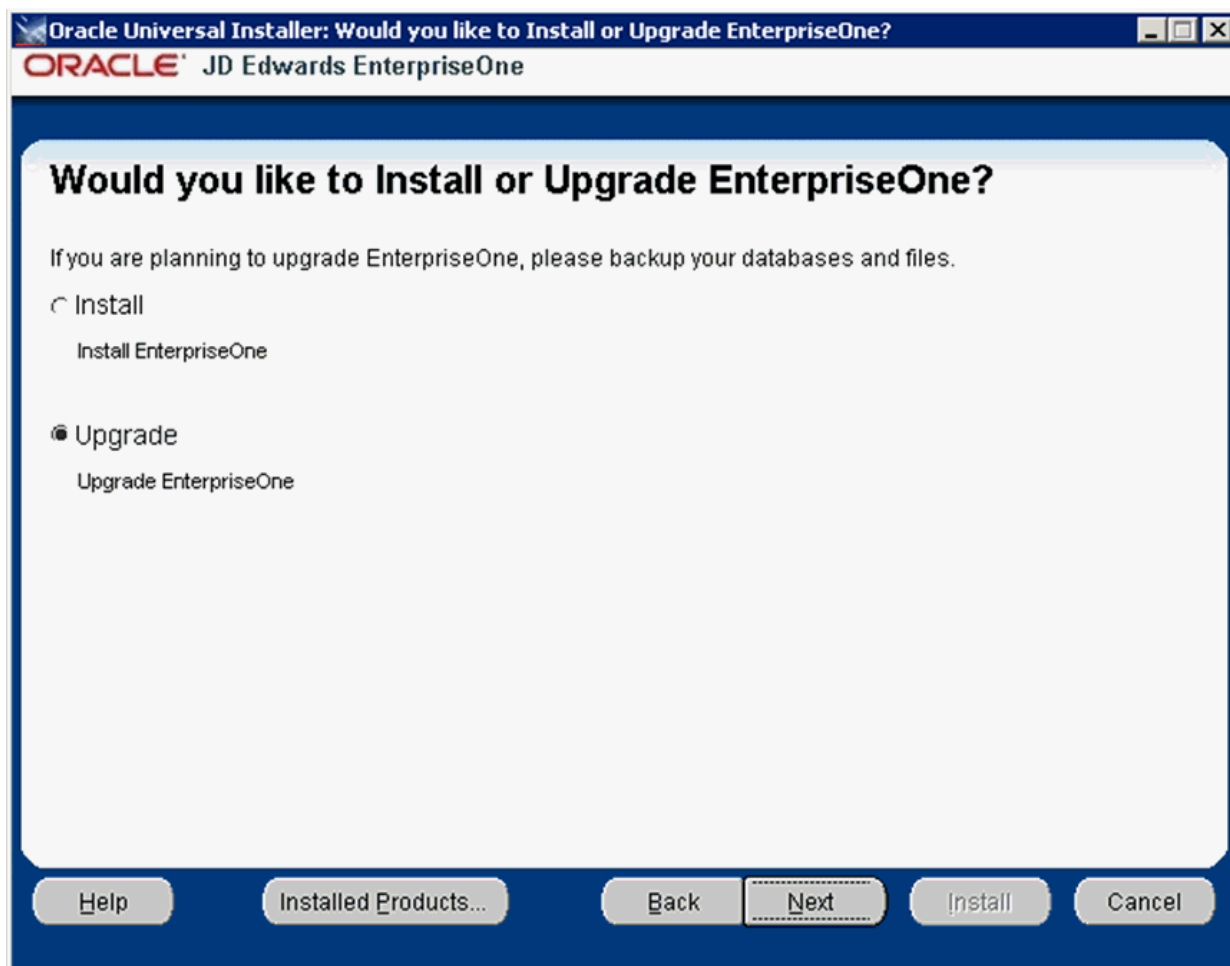 Oracle Universal Installer: Would you like to Install or Upgrade EnterpriseOne?
ORACLE JD Edwards EnterpriseOne
Would you like to Install or Upgrade EnterpriseOne?
If you are planning to upgrade EnterpriseOne, please backup your databases and files.
Install
Install EnterpriseOne
Upgrade
Upgrade EnterpriseOne
Help Installed Products... Back Next Install Cancel